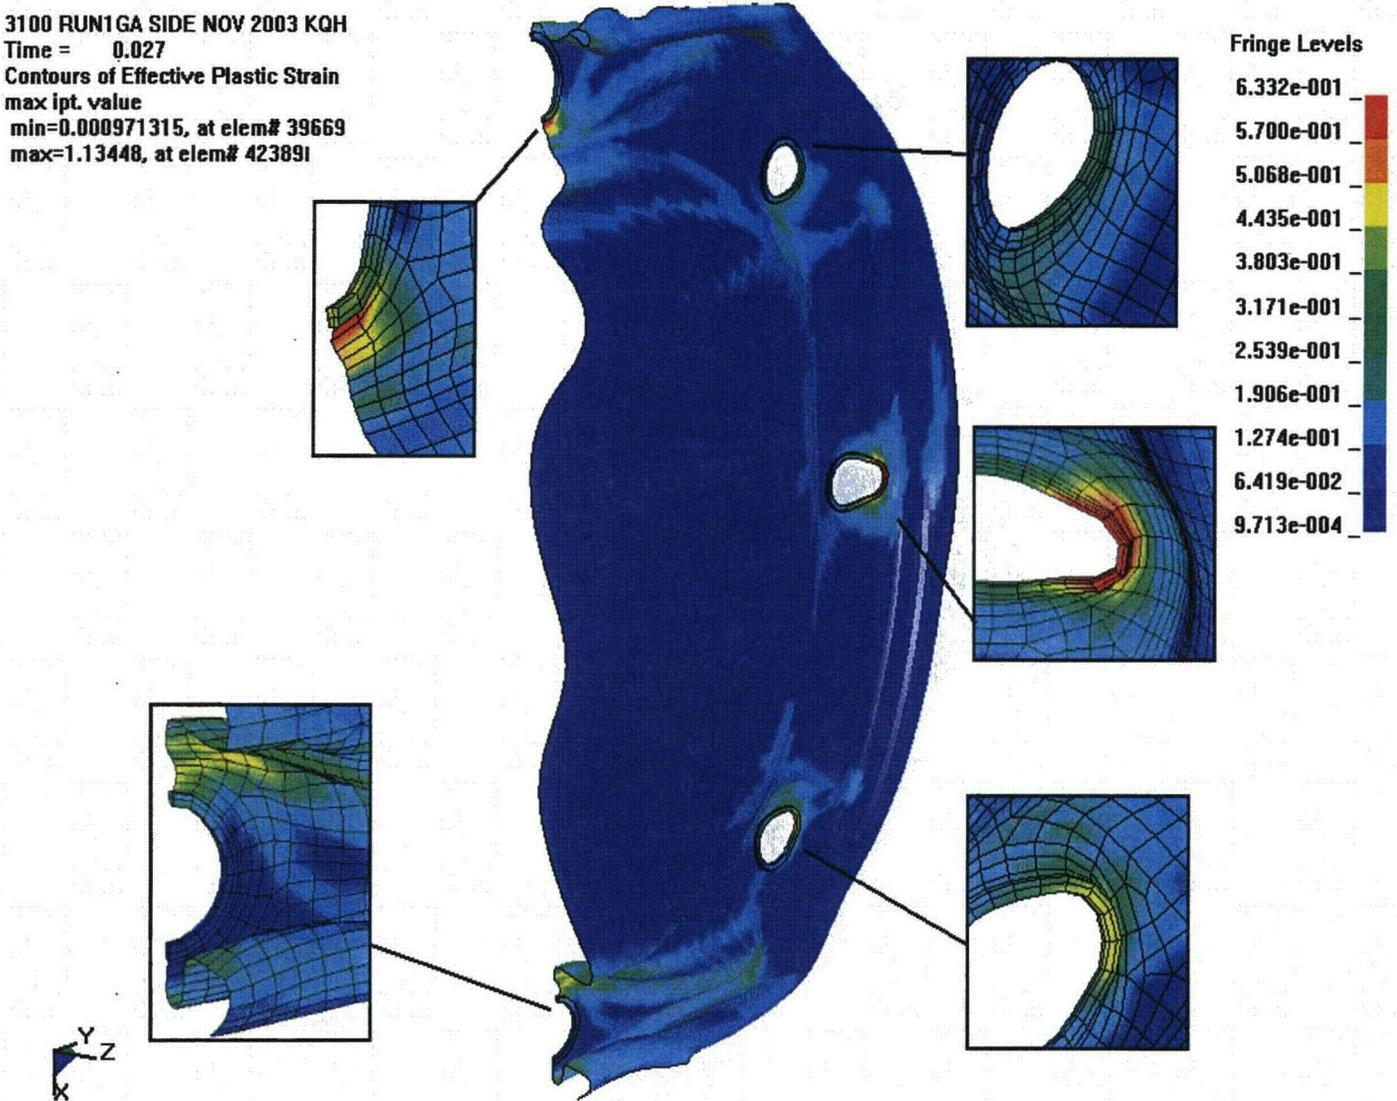 3100 RUN1GA SIDE NOV 2003 KQH
Time = 0.027
Contours of Effective Plastic Strain
max ipt. value
min=0.000971315, at elem# 39669
max=1.13448, at elem# 42389
Fringe Levels
6.332e-001
5.700e-001
5.068e-001
4.435e-001
3.803e-001
3.171e-001
2.539e-001
1.906e-001
1.274e-001
6.419e-002
9.713e-004
Y
Z
X